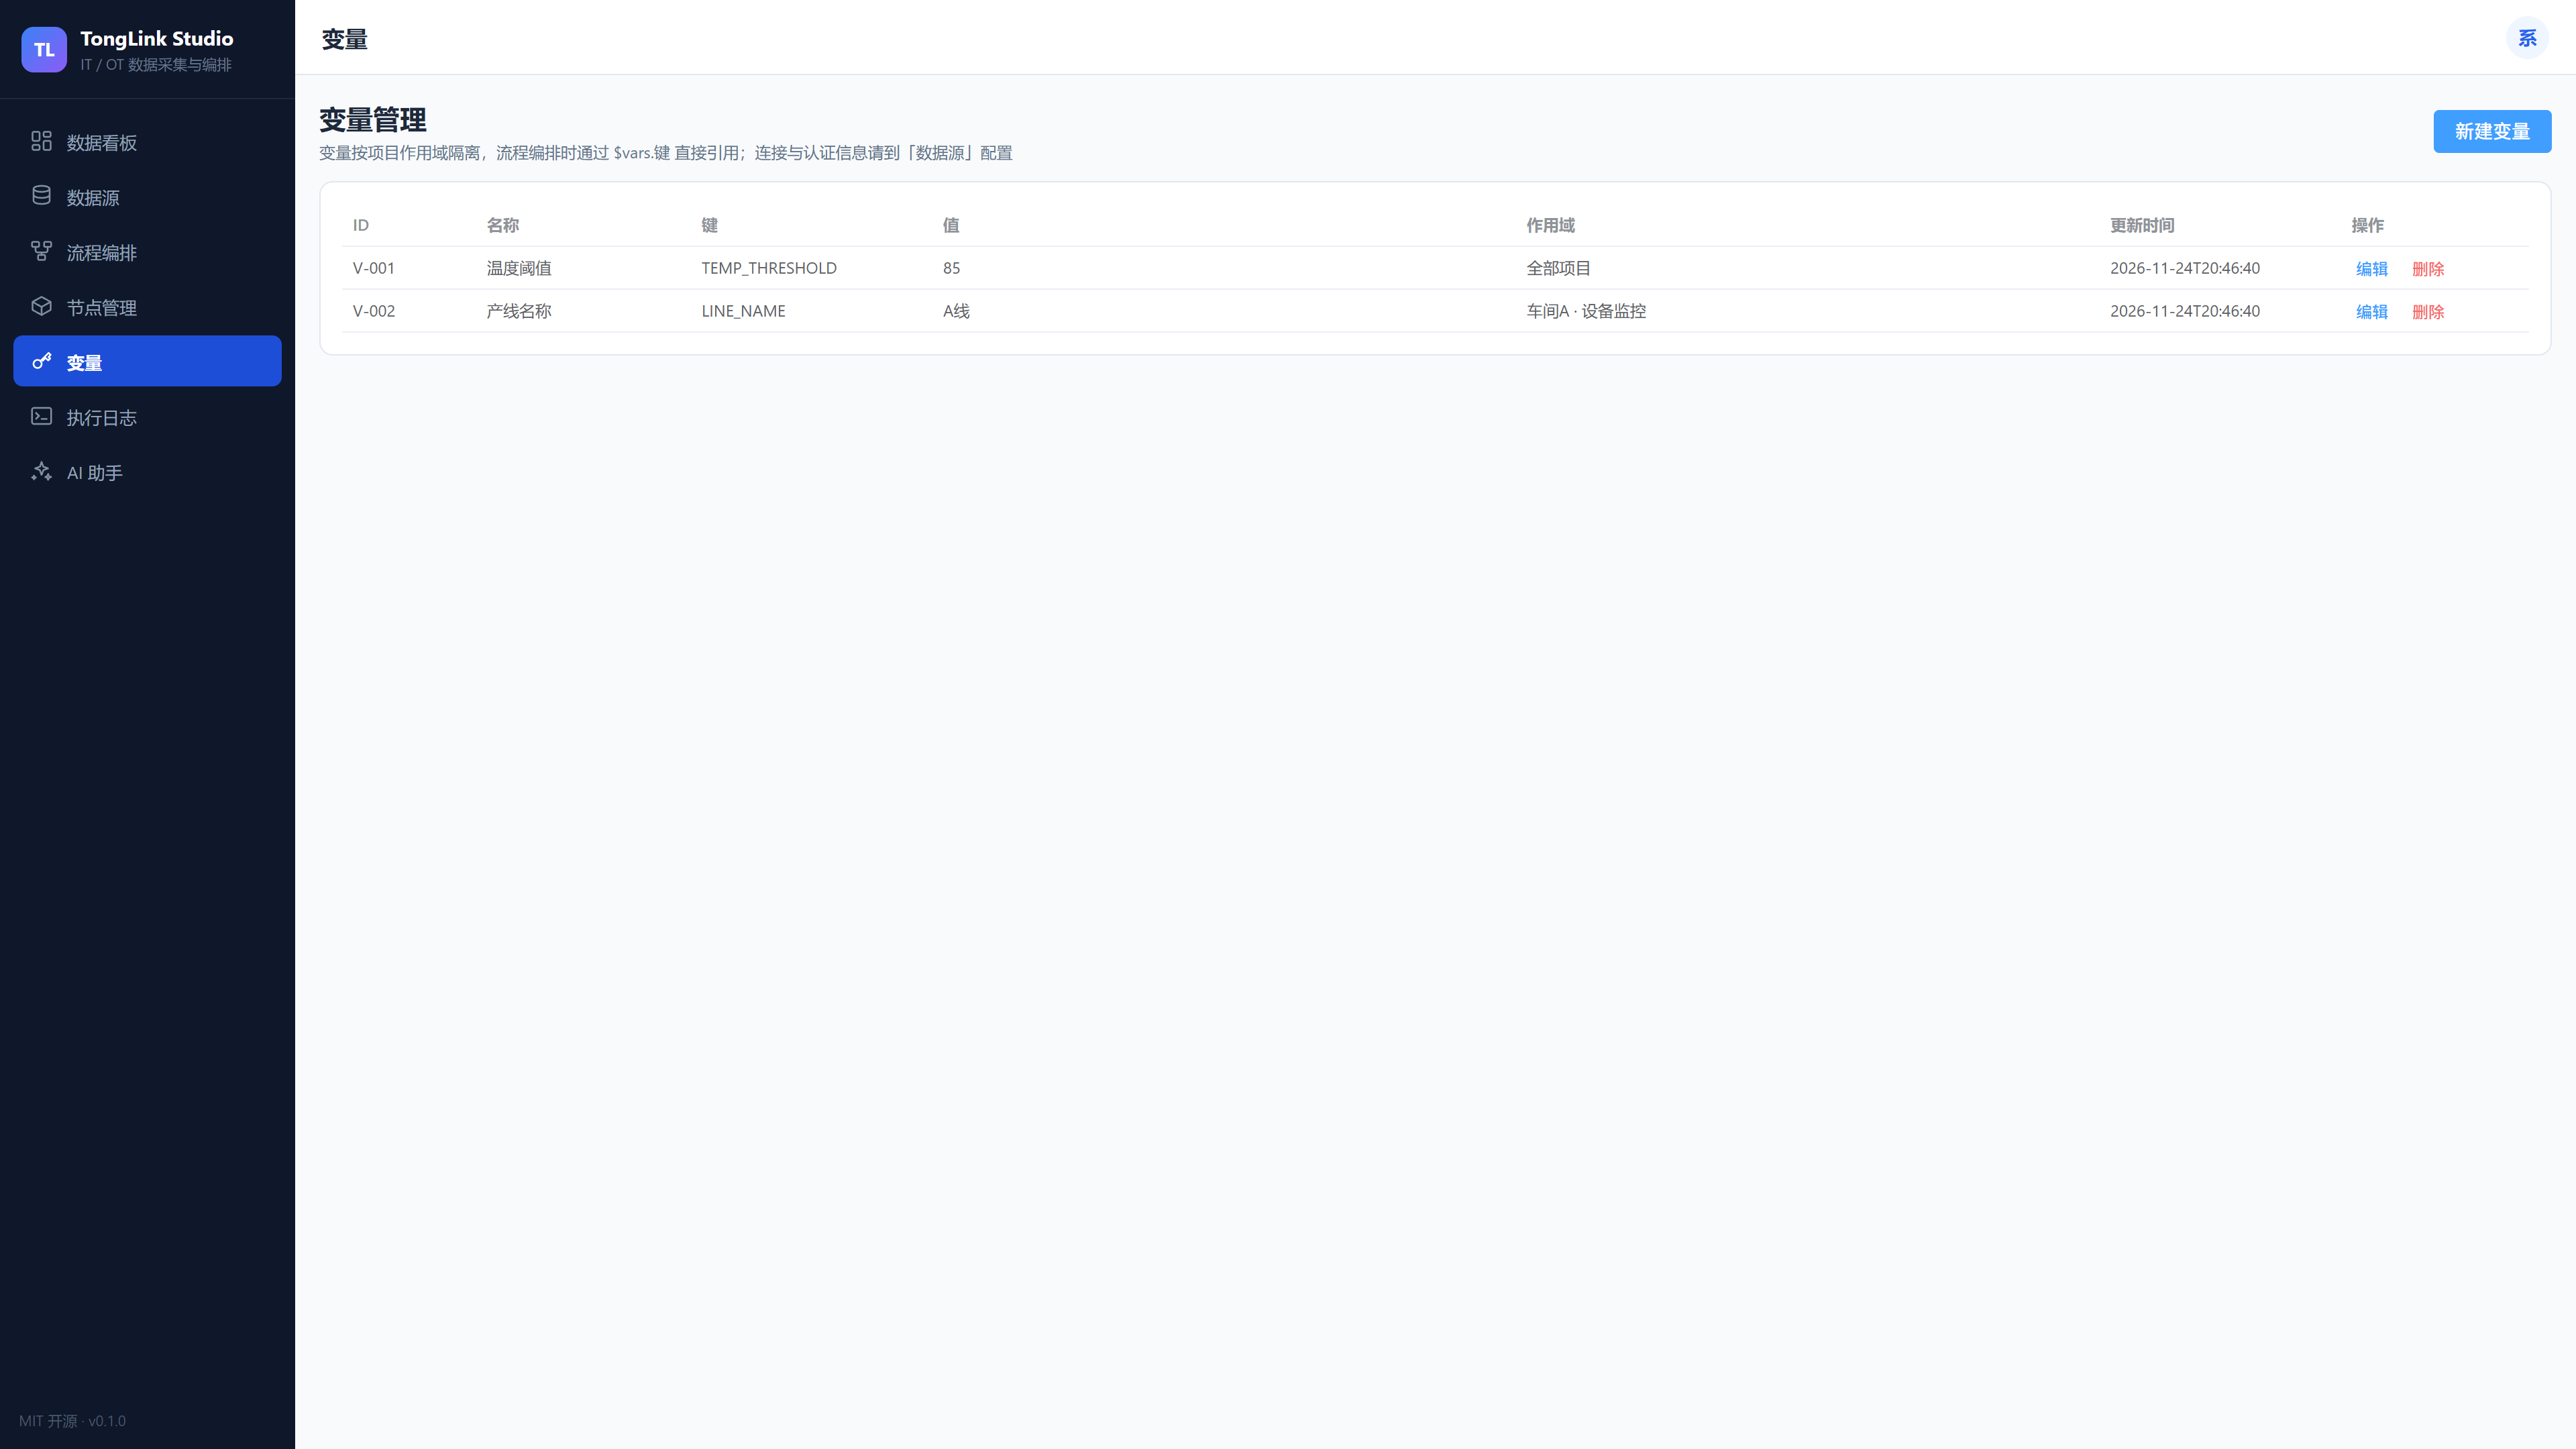 TL
TongLink Studio
IT / OT 数据采集与编排
数据看板
数据源
流程编排
节点管理
变量
执行日志
AI 助手
MIT 开源 · v0.1.0
变量
系
变量管理
变量按项目作用域隔离，流程编排时通过 $vars.键 直接引用；连接与认证信息请到「数据源」配置
新建变量
ID 名称 键 值 作用域 更新时间 操作
V-001 温度阈值 TEMP_THRESHOLD 85 全部项目 2026-11-24T20:46:40 编辑 删除
V-002 产线名称 LINE_NAME A线 车间A · 设备监控 2026-11-24T20:46:40 编辑 删除